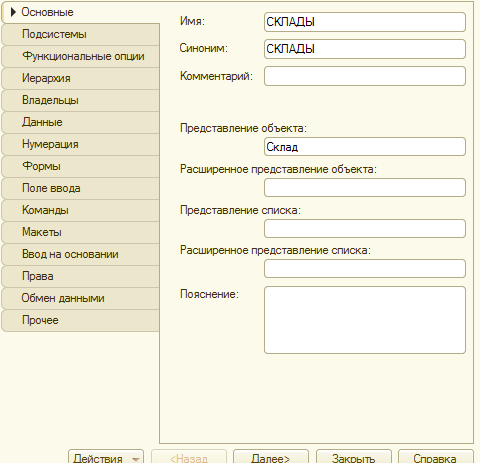 Основные
Подсистемы
Функциональные опции
Иерархия
Владельцы
Данные
Нумерация
Формы
Поле ввода
Команды
Макеты
Ввод на основании
Права
Обмен данными
Прочее
Имя: СКЛАДЫ
Синоним: СКЛАДЫ
Комментарий:
Представление объекта:
Склад
Расширенное представление объекта:
Представление списка:
Расширенное представление списка:
Пояснение:
Действия <Назад Далее> Закрыть Справка